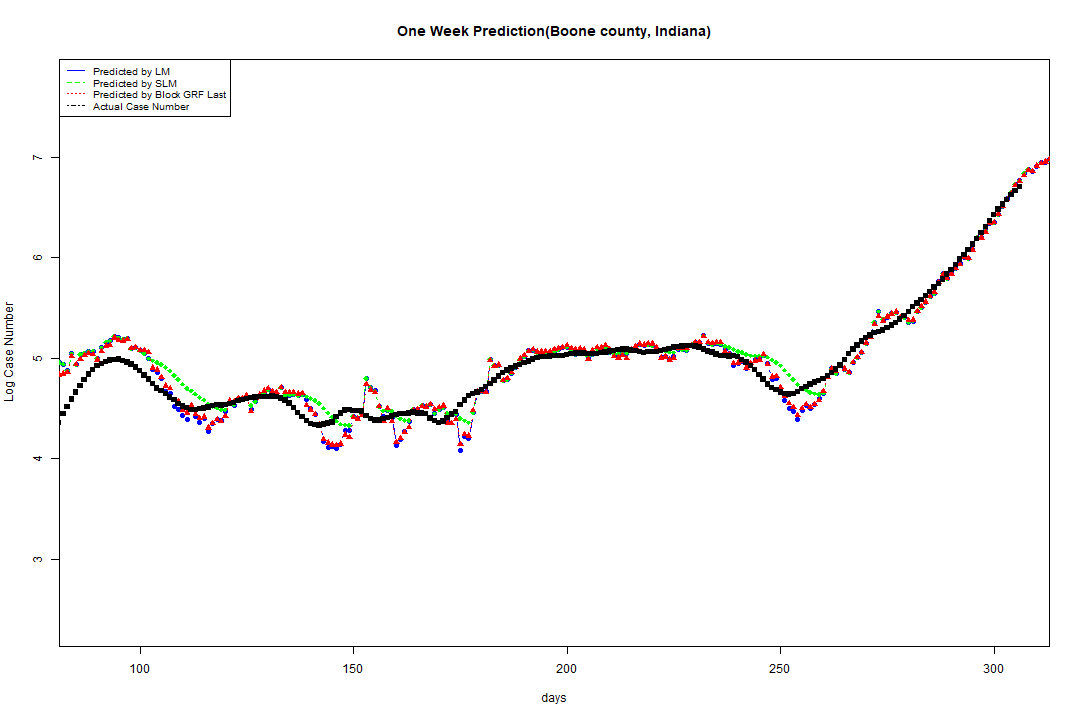 One Week Prediction(Boone county, Indiana)
Predicted by LM
Predicted by SLM
Predicted by Block GRF Last
Actual Case Number
7
6
5
4
3
Log Case Number
100 150 200 250 300
days